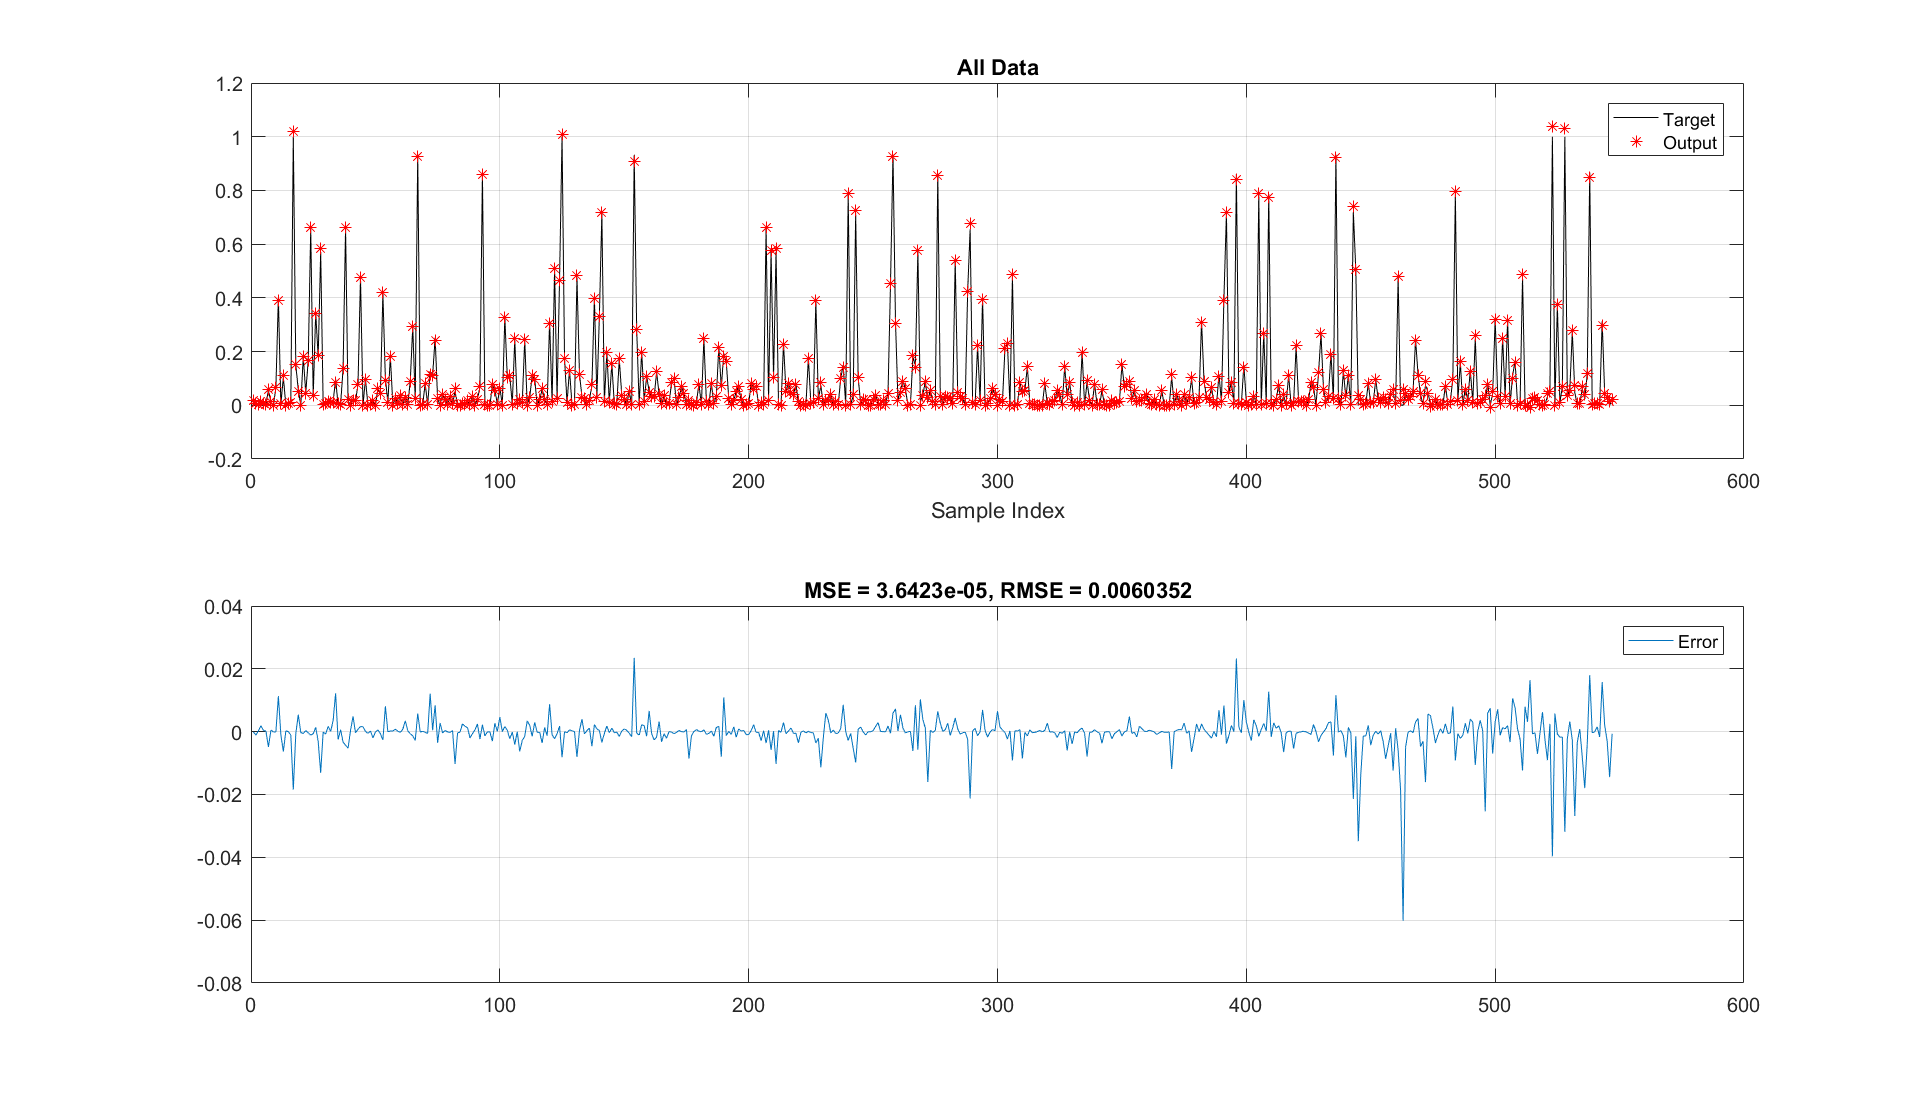 All Data
1.2
1
0.8
0.6
0.4
0.2
0
-0.2
Target
Output
0 100 200 300 400 500 600
Sample Index
MSE = 3.6423e-05, RMSE = 0.0060352
0.04
0.02
0
-0.02
-0.04
-0.06
-0.08
Error
0 100 200 300 400 500 600